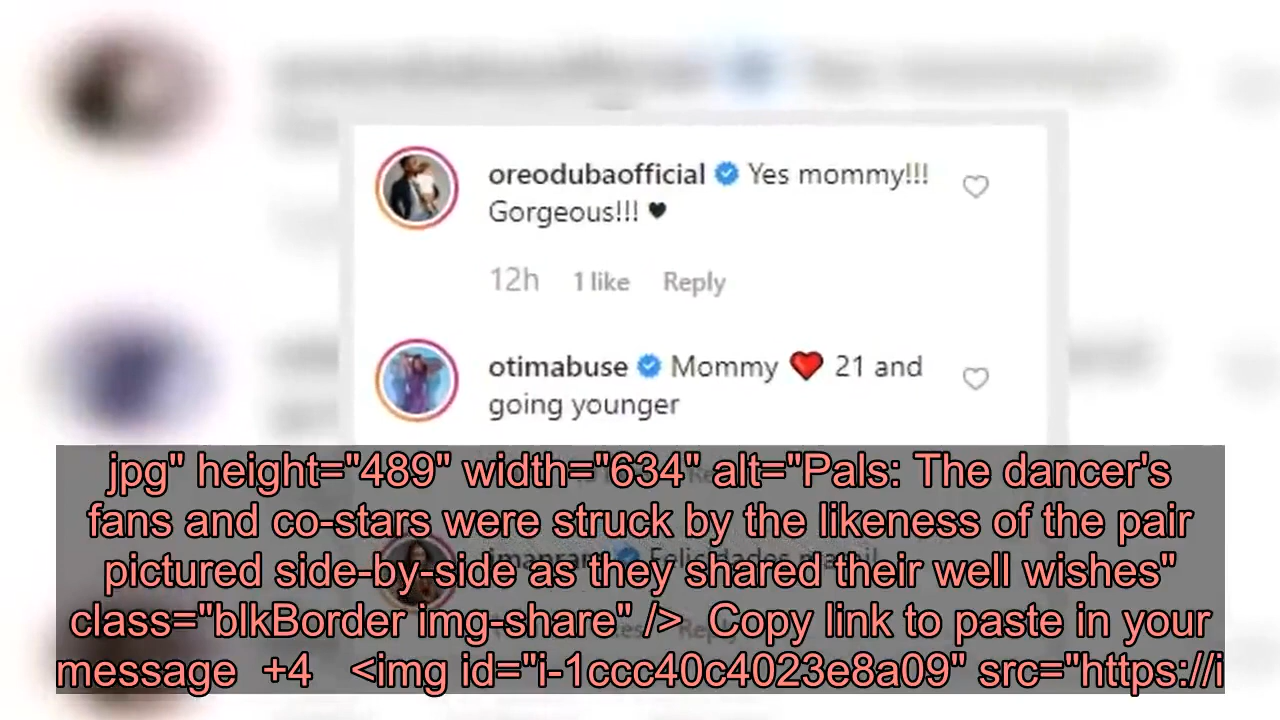 oreodubaofficial Yes mommy!!!
Gorgeous!!! 🖤
12h 1 like Reply
otimabuse Mommy ❤️ 21 and
going younger
jpg" height="489" width="634" alt="Pals: The dancer's
fans and co-stars were struck by the likeness of the pair
pictured side-by-side as they shared their well wishes"
class="blkBorder img-share" /> Copy link to paste in your
message +4 <img id="i-1ccc40c4023e8a09" src="https://i